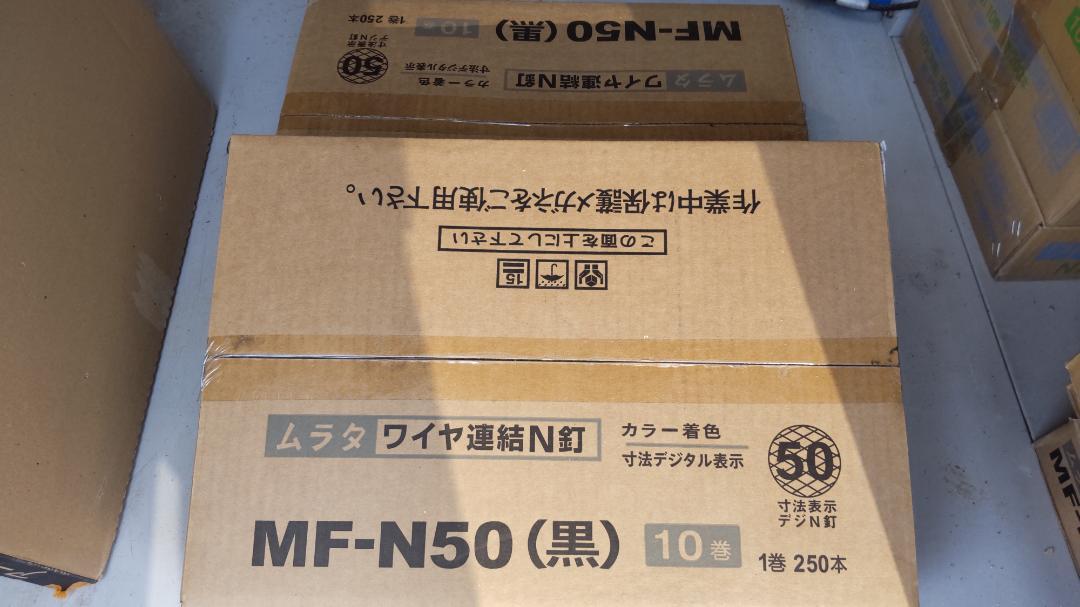 MF-N50(黒)
10巻
1巻 250本
ムラタ ワイヤ連結N釘
カラー着色
寸法デジタル表示
50
寸法表示
デジN釘
作業中は保護メガネをご使用下さい。
この面を上にして下さい
15
ムラタ ワイヤ連結N釘
カラー着色
寸法デジタル表示
50
寸法表示
デジN釘
MF-N50(黒)
10巻
1巻 250本
MF-